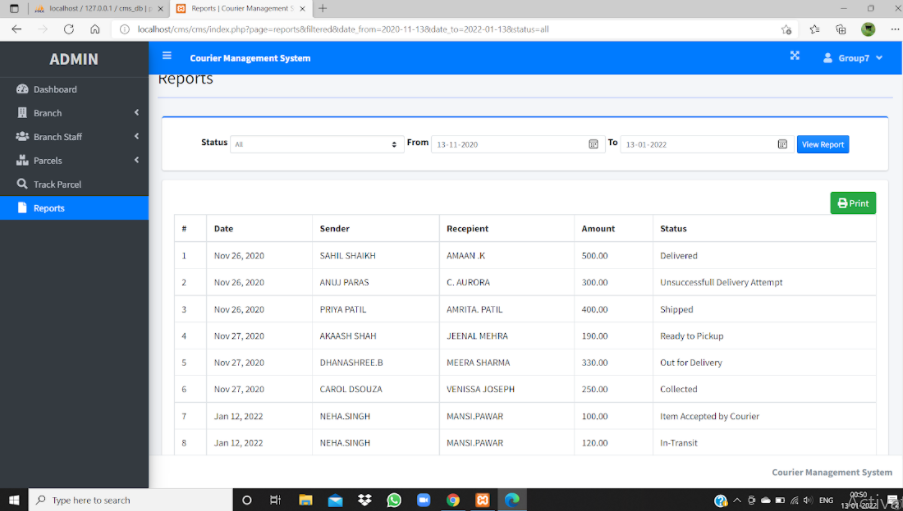 localhost / 127.0.0.1 / cms_db | p
Reports | Courier Management S
localhost/cms/cms/index.php?page=reports&filtered&date_from=2020-11-13&date_to=2022-01-13&status=all
ADMIN
Courier Management System
Group7
Reports
Dashboard
Branch
Branch Staff
Parcels
Track Parcel
Reports
Status All From 13-11-2020 To 13-01-2022 View Report
Print
# Date Sender Recepient Amount Status
1 Nov 26, 2020 SAHIL SHAIKH AMAAN .K 500.00 Delivered
2 Nov 26, 2020 ANUJ PARAS C. AURORA 300.00 Unsuccessfull Delivery Attempt
3 Nov 26, 2020 PRIYA PATIL AMRITA. PATIL 400.00 Shipped
4 Nov 27, 2020 AKAASH SHAH JEENAL MEHRA 190.00 Ready to Pickup
5 Nov 27, 2020 DHANASHREE.B MEERA SHARMA 330.00 Out for Delivery
6 Nov 27, 2020 CAROL DSOUZA VENISSA JOSEPH 250.00 Collected
7 Jan 12, 2022 NEHA.SINGH MANSI.PAWAR 100.00 Item Accepted by Courier
8 Jan 12, 2022 NEHA.SINGH MANSI.PAWAR 120.00 In-Transit
Courier Management System
Type here to search
ENG
00:50
13-01-2022